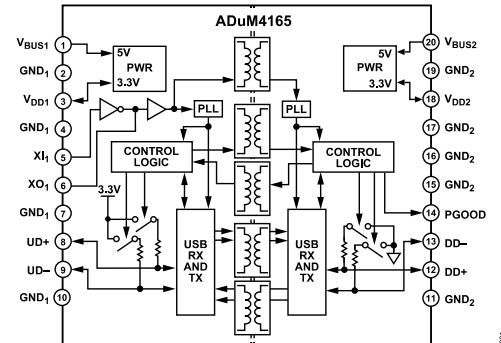 ADuM4165
VBUS1 1
GND1 2
VDD1 3
GND1 4
XI1 5
XO1 6
GND1 7
UD+ 8
UD– 9
GND1 10
5V
PWR
3.3V
PLL
CONTROL
LOGIC
3.3V
USB
RX
AND
TX
5V
PWR
3.3V
PLL
CONTROL
LOGIC
USB
RX
AND
TX
20 VBUS2
19 GND2
18 VDD2
17 GND2
16 GND2
15 GND2
14 PGOOD
13 DD–
12 DD+
11 GND2